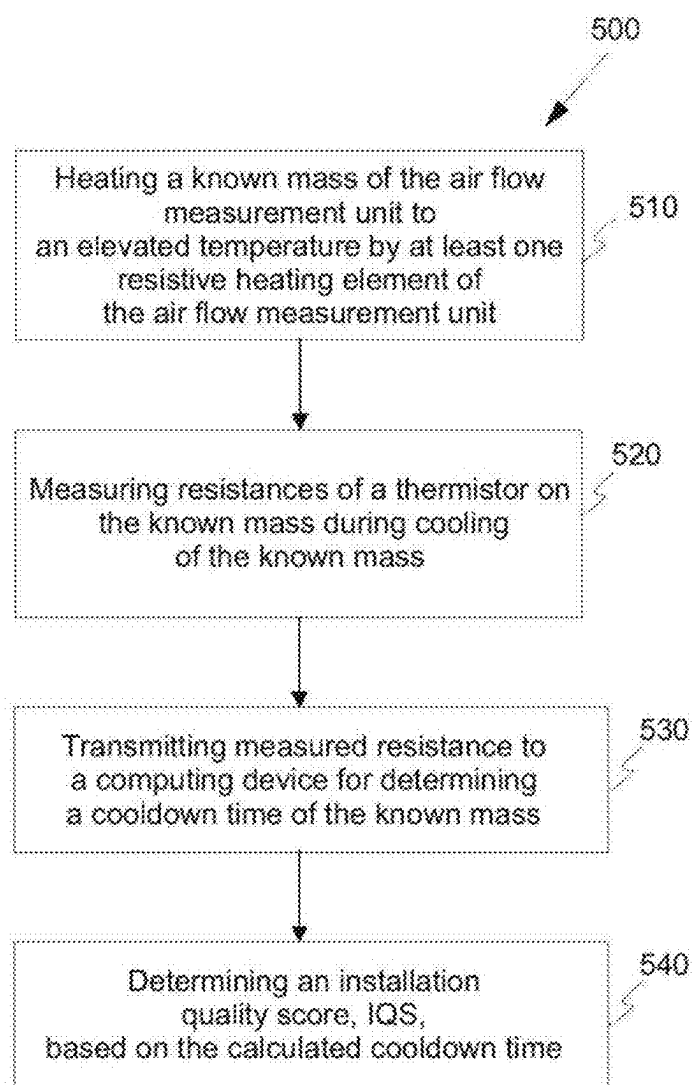 500
Heating a known mass of the air flow
measurement unit to
an elevated temperature by at least one
resistive heating element of
the air flow measurement unit
510
Measuring resistances of a thermistor on
the known mass during cooling
of the known mass
520
Transmitting measured resistance to
a computing device for determining
a cooldown time of the known mass
530
Determining an installation
quality score, IQS,
based on the calculated cooldown time
540